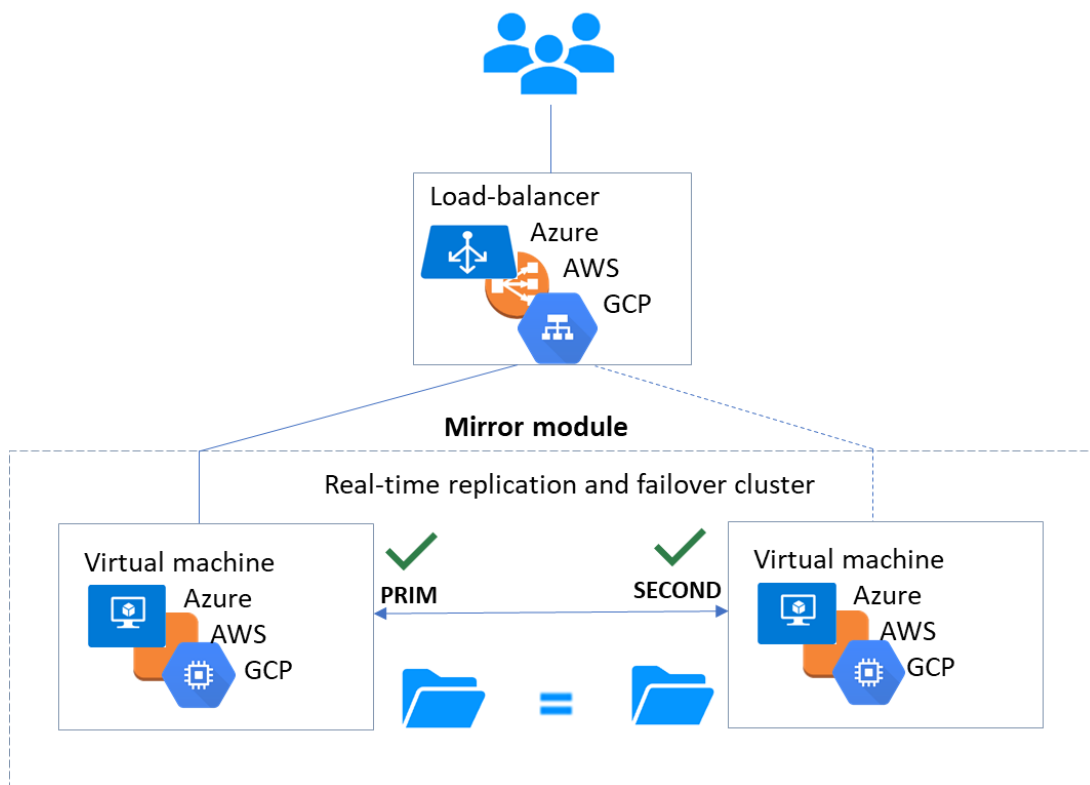 Load-balancer
Azure
AWS
GCP
Mirror module
Real-time replication and failover cluster
Virtual machine
Azure
AWS
GCP
PRIM
SECOND
Virtual machine
Azure
AWS
GCP
=